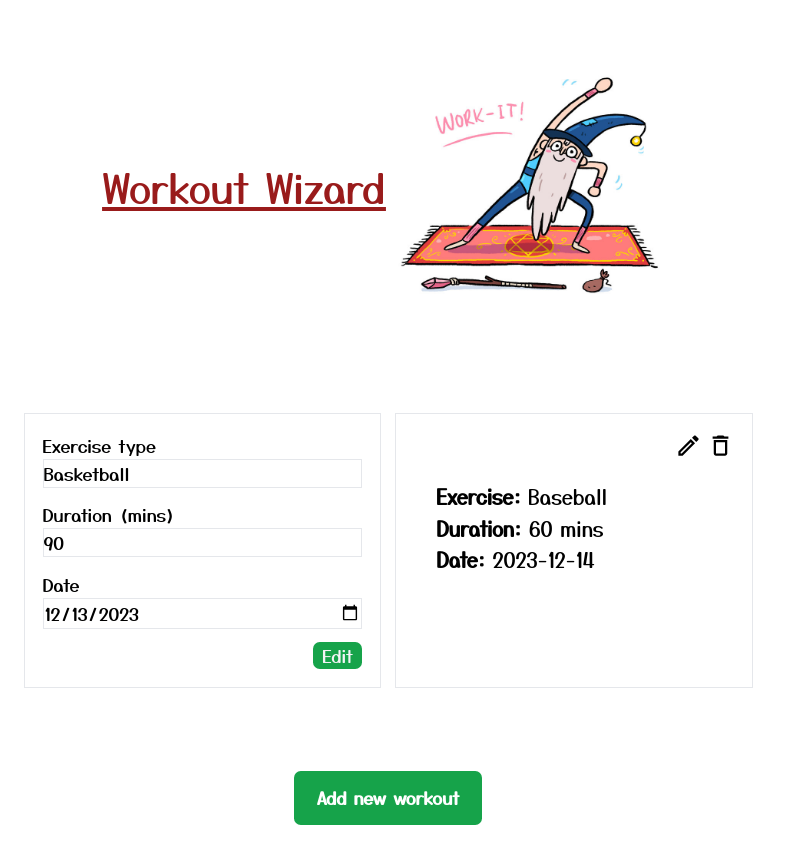 WORK-IT!
Workout Wizard
Exercise type
Basketball
Duration (mins)
90
Date
12/13/2023
Edit
Exercise: Baseball
Duration: 60 mins
Date: 2023-12-14
Add new workout